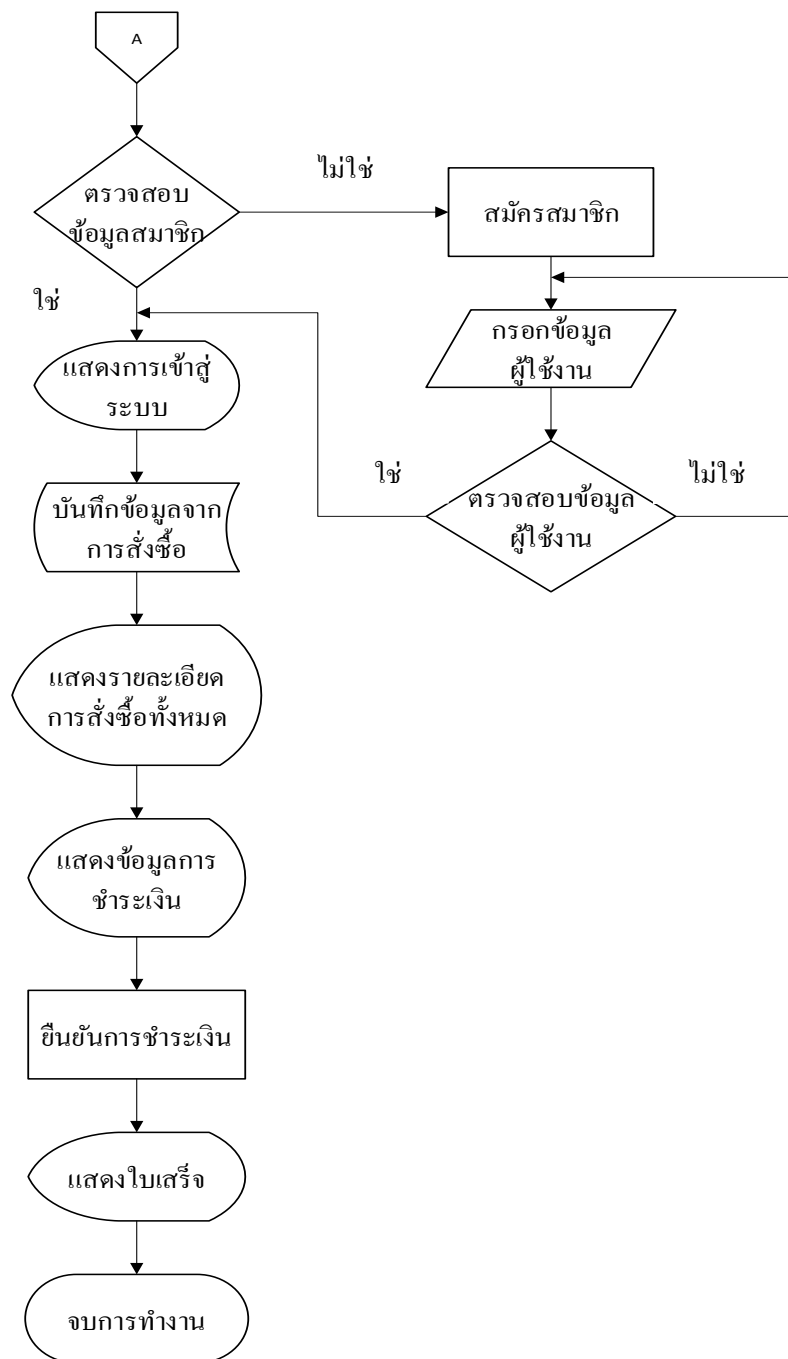 A
ไม่ใช่
ตรวจสอบ
ข้อมูลสมาชิก
สมัครสมาชิก
ใช่
กรอกข้อมูล
ผู้ใช้งาน
แสดงการเข้าสู่
ระบบ
ใช่
ไม่ใช่
ตรวจสอบข้อมูล
ผู้ใช้งาน
บันทึกข้อมูลจาก
การสั่งซื้อ
แสดงรายละเอียด
การสั่งซื้อทั้งหมด
แสดงข้อมูลการ
ชำระเงิน
ยืนยันการชำระเงิน
แสดงใบเสร็จ
จบการทำงาน